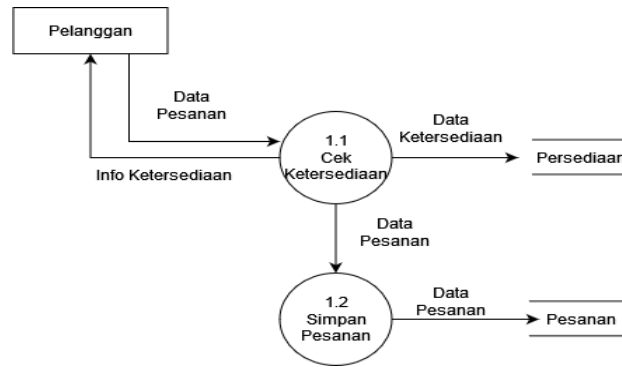 Pelanggan
Data
Pesanan
Info Ketersediaan
1.1
Cek
Ketersediaan
Data
Ketersediaan
Persediaan
Data
Pesanan
1.2
Simpan
Pesanan
Data
Pesanan
Pesanan